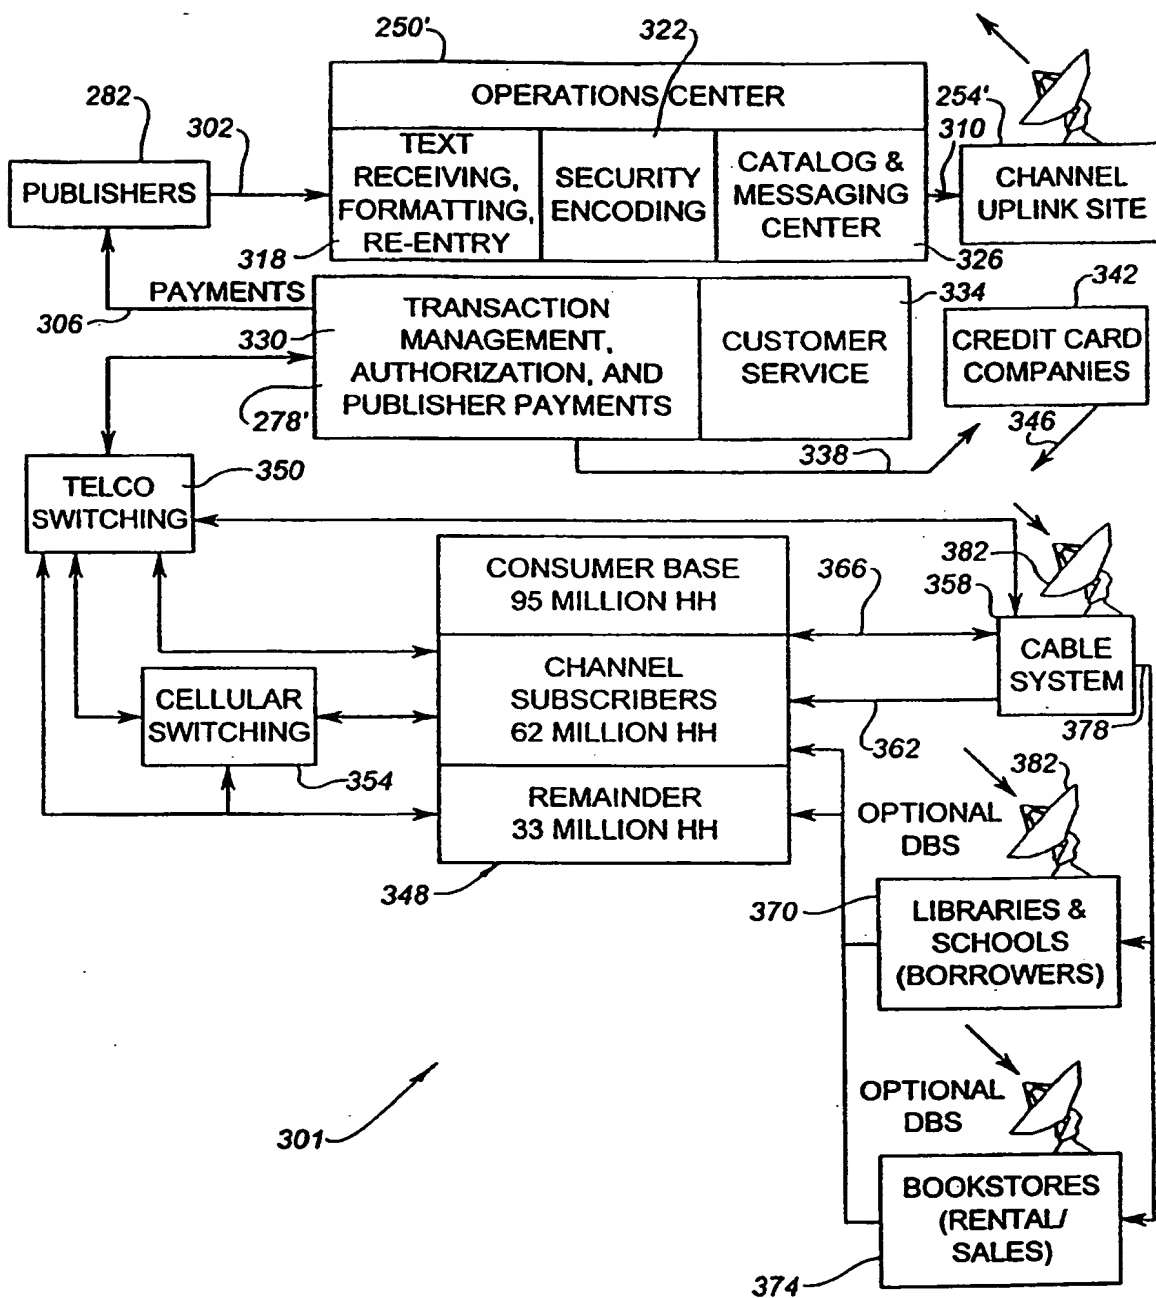 250'
322
OPERATIONS CENTER
254'
282
302
310
PUBLISHERS
TEXT
RECEIVING,
FORMATTING,
RE-ENTRY
318
SECURITY
ENCODING
CATALOG &
MESSAGING
CENTER
326
CHANNEL
UPLINK SITE
PAYMENTS
306
330
TRANSACTION
MANAGEMENT,
AUTHORIZATION, AND
PUBLISHER PAYMENTS
278'
334
CUSTOMER
SERVICE
342
CREDIT CARD
COMPANIES
346
338
350
TELCO
SWITCHING
CONSUMER BASE
95 MILLION HH
366
382
358
CHANNEL
SUBSCRIBERS
62 MILLION HH
CABLE
SYSTEM
378
362
CELLULAR
SWITCHING
354
REMAINDER
33 MILLION HH
348
382
OPTIONAL
DBS
370
LIBRARIES &
SCHOOLS
(BORROWERS)
301
OPTIONAL
DBS
BOOKSTORES
(RENTAL/
SALES)
374